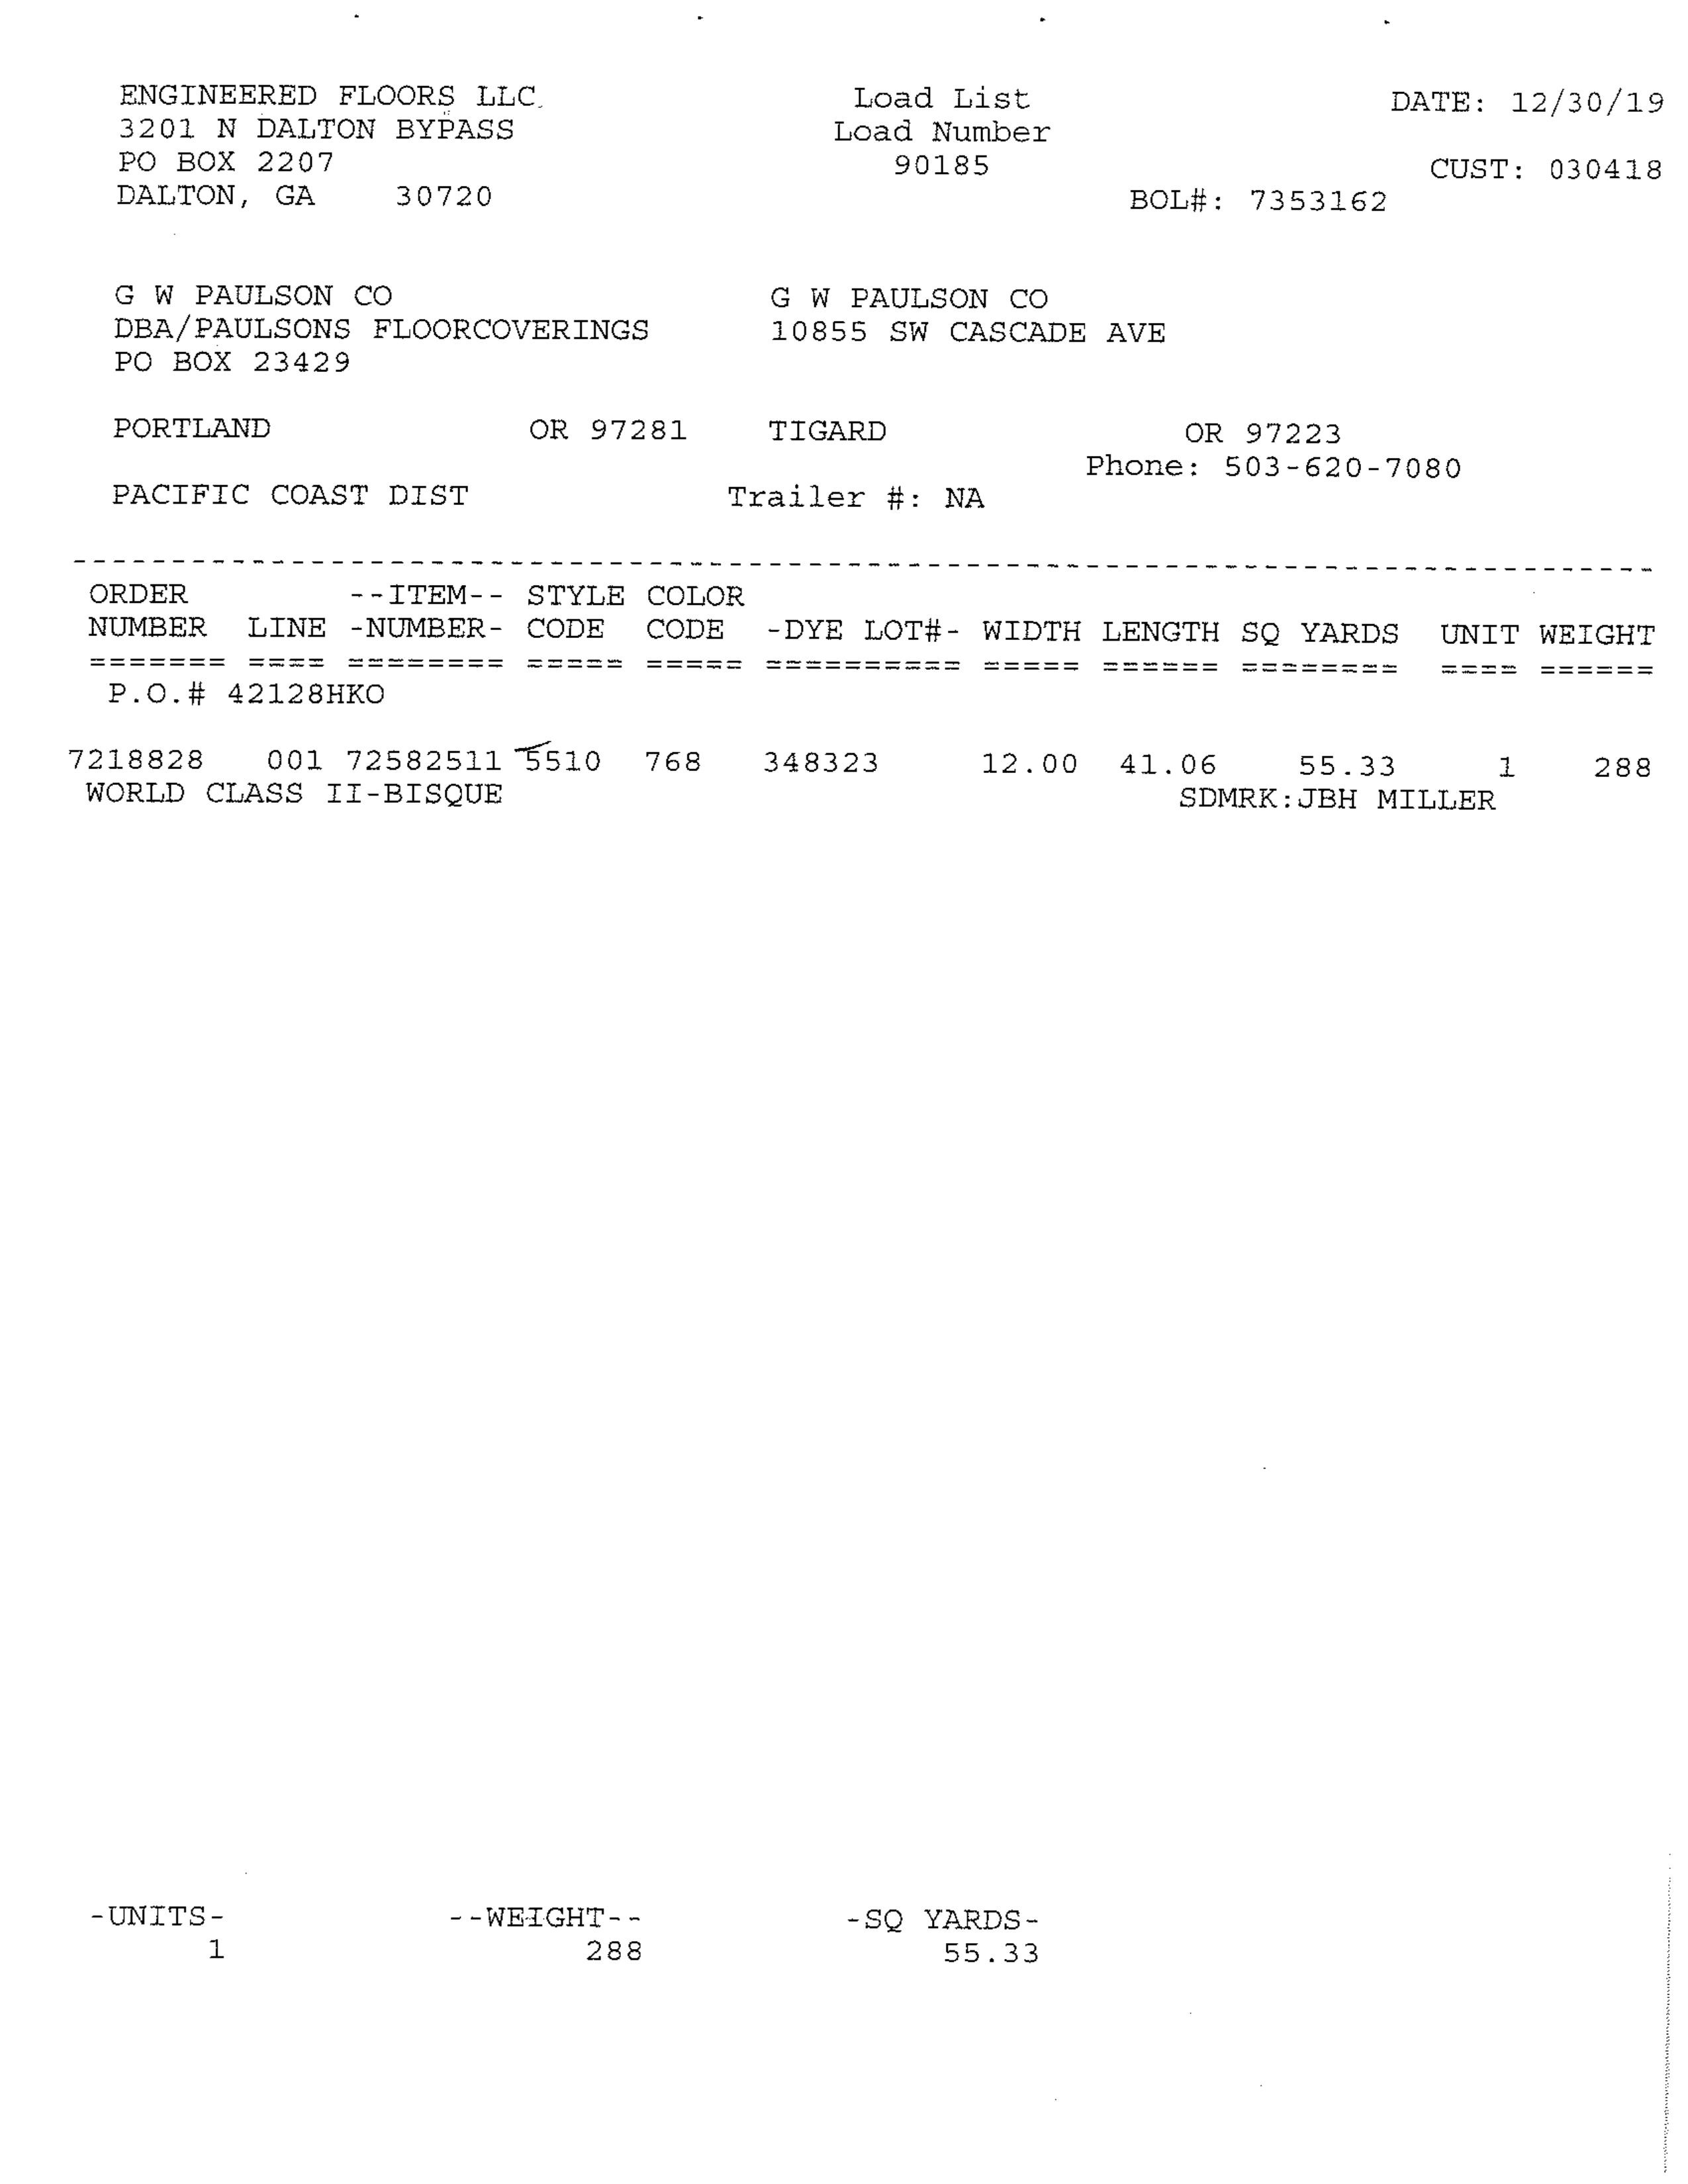 ENGINEERED FLOORS LLC
3201 N DALTON BYPASS
PO BOX 2207
DALTON, GA 30720
Load List
Load Number
90185
DATE: 12/30/19
CUST: 030418
BOL#: 7353162
G W PAULSON CO
DBA/PAULSONS FLOORCOVERINGS
PO BOX 23429
PORTLAND OR 97281
G W PAULSON CO
10855 SW CASCADE AVE
TIGARD OR 97223
Phone: 503-620-7080
PACIFIC COAST DIST Trailer #: NA
ORDER --ITEM-- STYLE COLOR
NUMBER LINE -NUMBER- CODE CODE -DYE LOT#- WIDTH LENGTH SQ YARDS UNIT WEIGHT
======= ==== ======== ===== ===== ========== ===== ====== ======== ==== ======
P.O.# 42128HKO
7218828 001 72582511 5510 768 348323 12.00 41.06 55.33 1 288
WORLD CLASS II-BISQUE SDMRK:JBH MILLER
-UNITS- --WEIGHT-- -SQ YARDS-
1 288 55.33